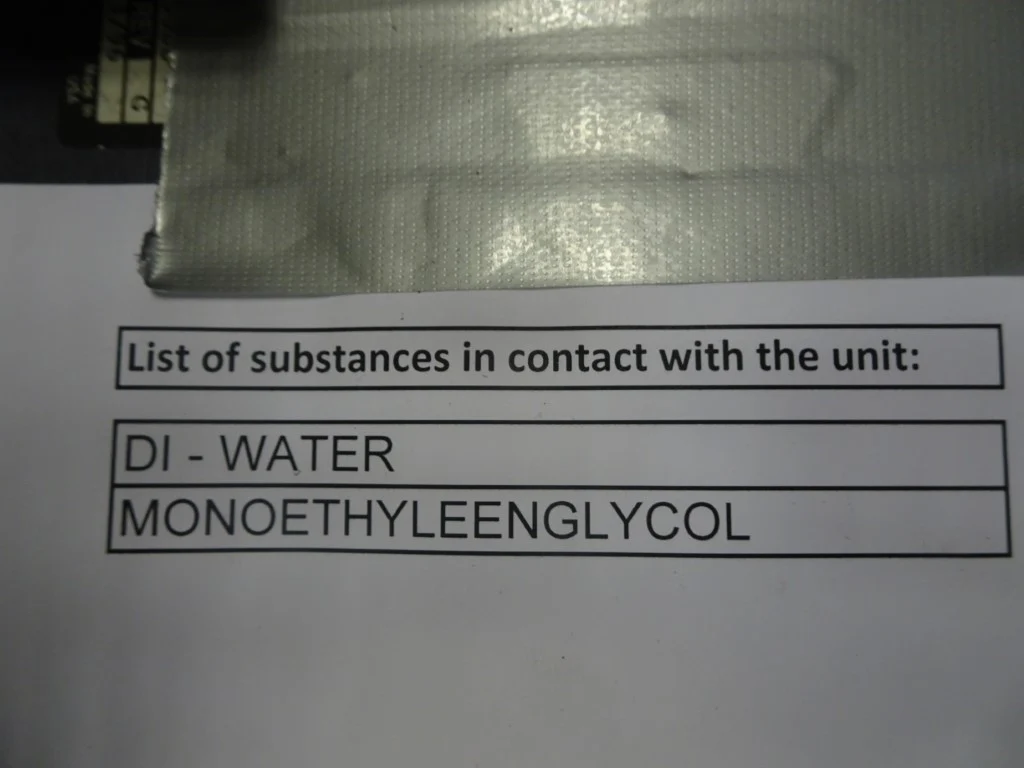 List of substances in contact with the unit:
DI - WATER
MONOETHYLEENGLYCOL